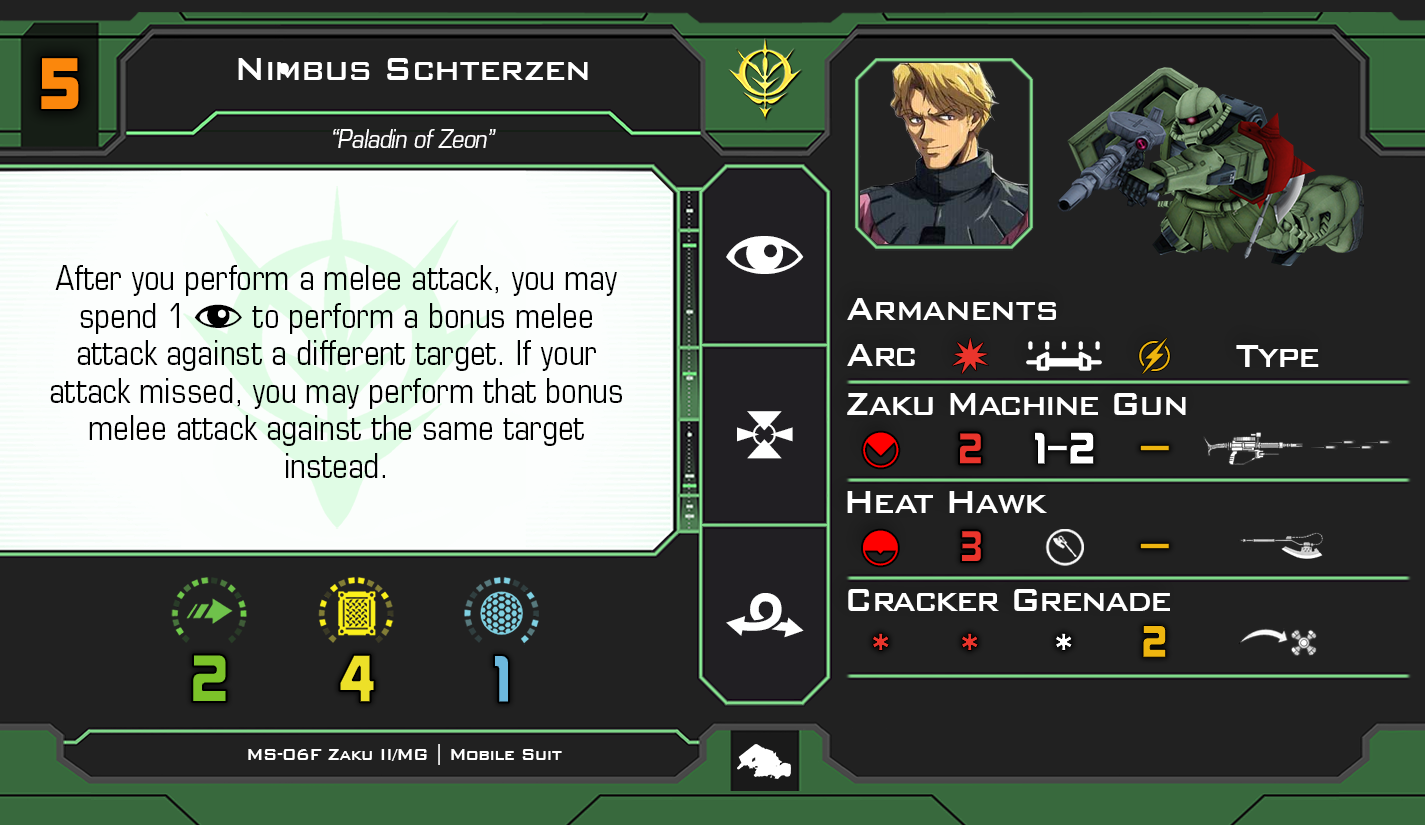 5
Nimbus Schterzen
“Paladin of Zeon”
After you perform a melee attack, you may
spend 1 to perform a bonus melee
attack against a different target. If your
attack missed, you may perform that bonus
melee attack against the same target
instead.
2 4 1
MS-06F Zaku II/MG | Mobile Suit
Armanents
Arc Type
Zaku Machine Gun
2 1-2 –
Heat Hawk
3 –
Cracker Grenade
* * * 2